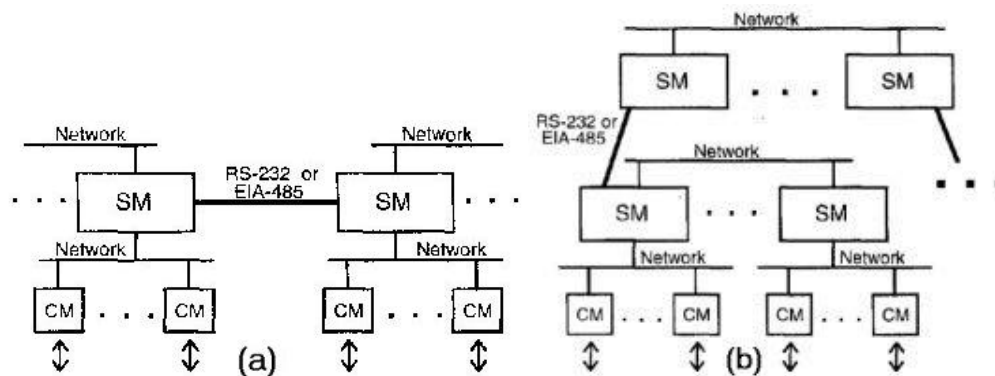 Network
Network
RS-232 or
EIA-485
SM
SM
Network
Network
CM
CM
CM
CM
(a)
Network
SM
SM
RS-232 or
EIA-485
Network
SM
SM
Network
Network
CM
CM
CM
CM
(b)